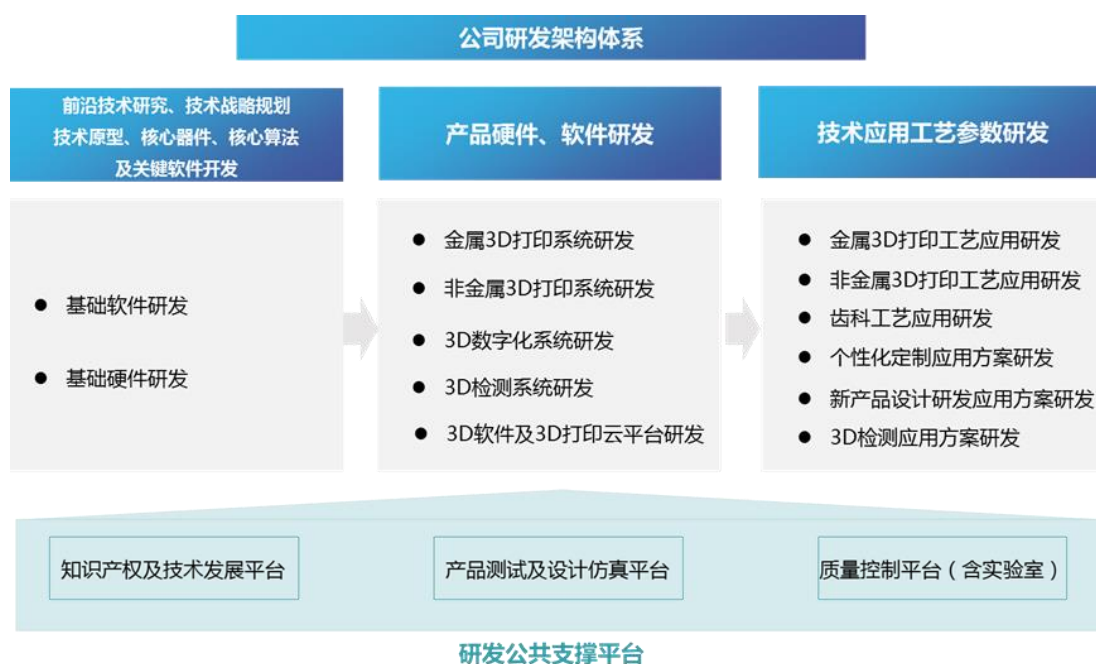 公司研发架构体系
前沿技术研究、技术战略规划
技术原型、核心器件、核心算法
及关键软件开发
基础软件研发
基础硬件研发
产品硬件、软件研发
金属3D打印系统研发
非金属3D打印系统研发
3D数字化系统研发
3D检测系统研发
3D软件及3D打印云平台研发
技术应用工艺参数研发
金属3D打印工艺应用研发
非金属3D打印工艺应用研发
齿科工艺应用研发
个性化定制应用方案研发
新产品设计研发应用方案研发
3D检测应用方案研发
知识产权及技术发展平台
产品测试及设计仿真平台
质量控制平台（含实验室）
研发公共支撑平台